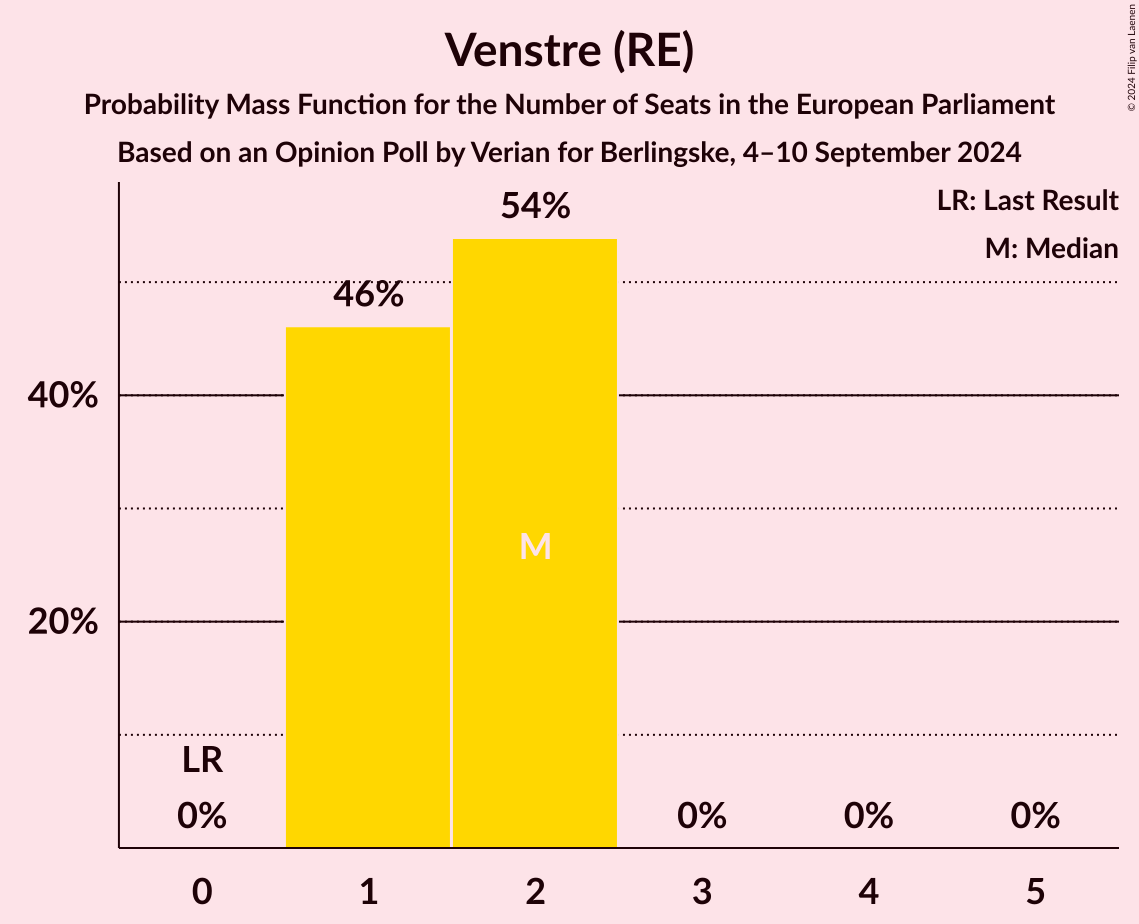 Venstre (RE)
Probability Mass Function for the Number of Seats in the European Parliament
Based on an Opinion Poll by Verian for Berlingske, 4–10 September 2024
© 2024 Filip van Laenen
LR: Last Result
M: Median
54%
46%
40%
M
20%
LR
0%
0%
0%
0%
0
1
2
3
4
5